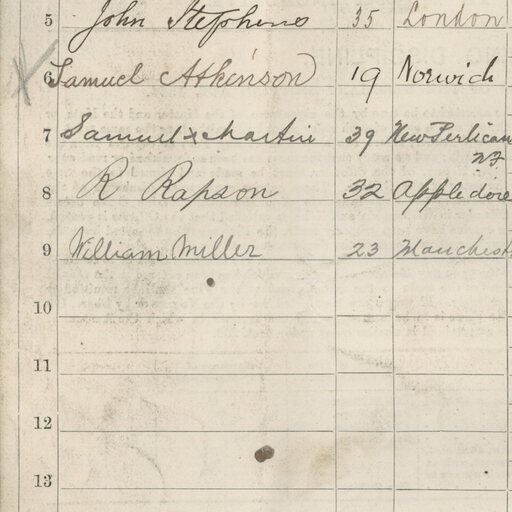 5 John Stephens 35 London
6 Samuel Atkinson 19 Norwich
7 Samuel x Martin 39 New Perlican
NF
8 R Rapson 32 Appledore
9 William Miller 23 Manchest
10
11
12
13